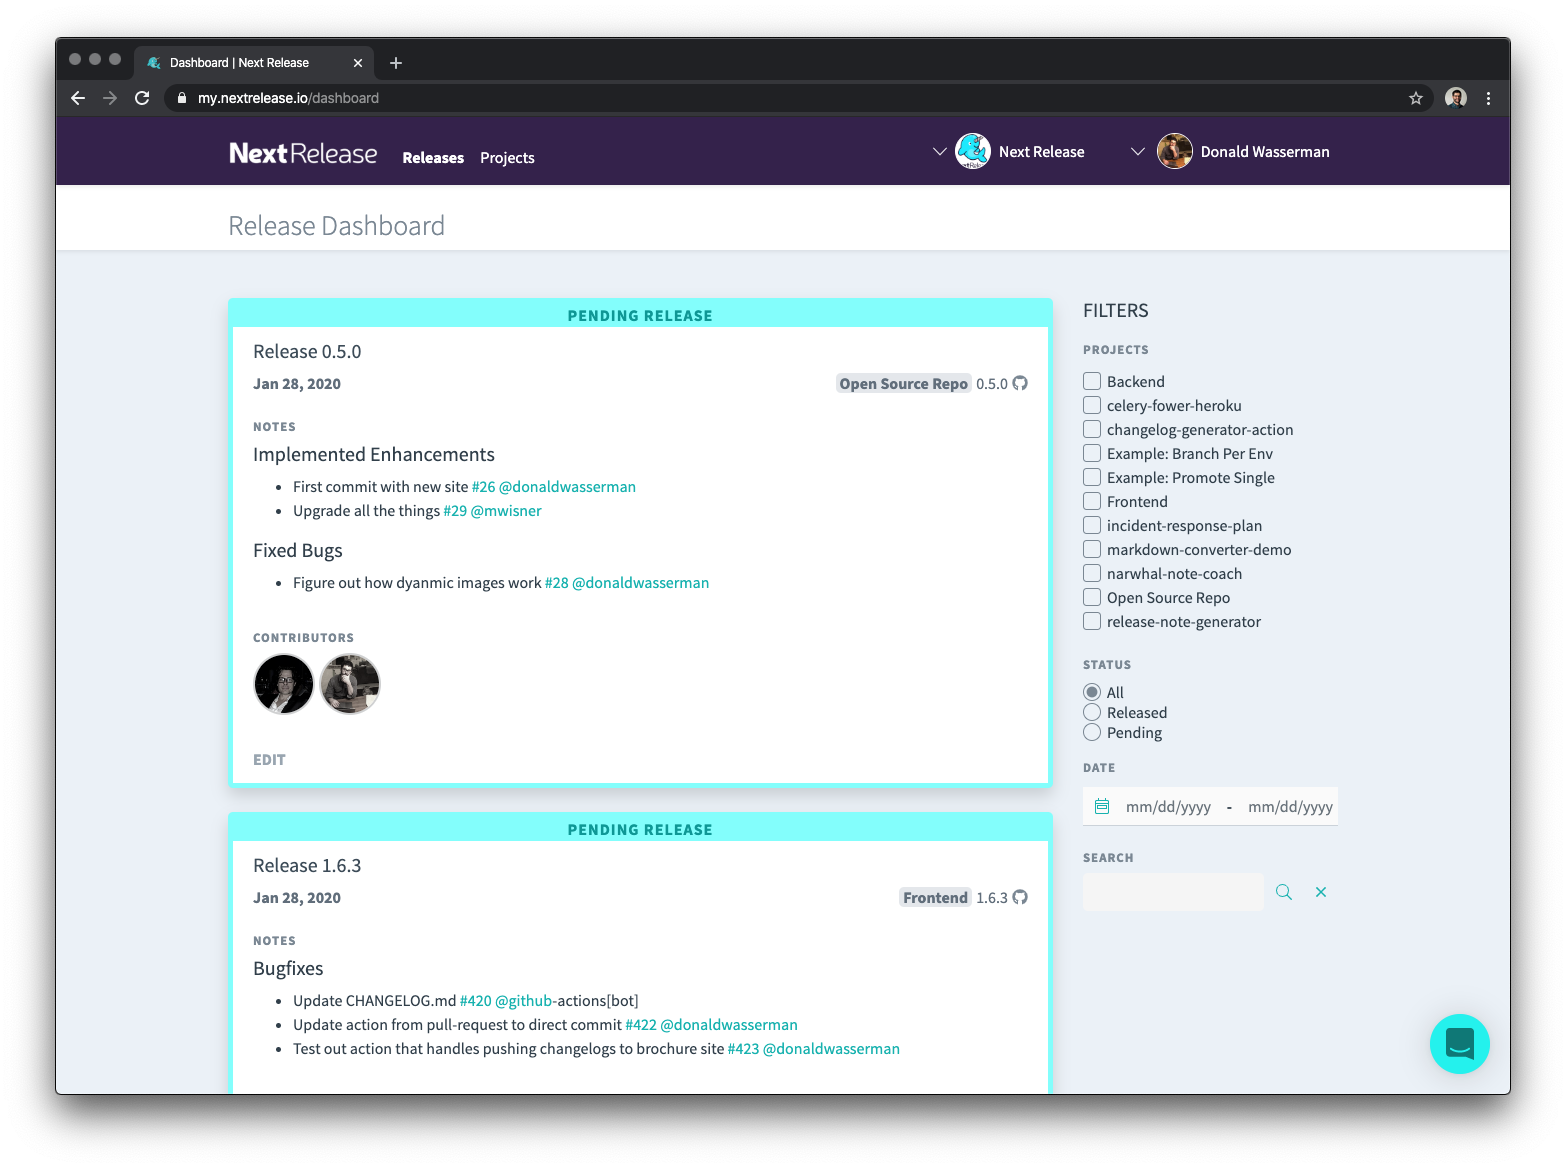 Dashboard | Next Release
my.nextrelease.io/dashboard
NextRelease Releases Projects Next Release Donald Wasserman
Release Dashboard
PENDING RELEASE
Release 0.5.0
Jan 28, 2020 Open Source Repo 0.5.0
NOTES
Implemented Enhancements
First commit with new site #26 @donaldwasserman
Upgrade all the things #29 @mwisner
Fixed Bugs
Figure out how dyanmic images work #28 @donaldwasserman
CONTRIBUTORS
EDIT
PENDING RELEASE
Release 1.6.3
Jan 28, 2020 Frontend 1.6.3
NOTES
Bugfixes
Update CHANGELOG.md #420 @github-actions[bot]
Update action from pull-request to direct commit #422 @donaldwasserman
Test out action that handles pushing changelogs to brochure site #423 @donaldwasserman
FILTERS
PROJECTS
Backend
celery-fower-heroku
changelog-generator-action
Example: Branch Per Env
Example: Promote Single
Frontend
incident-response-plan
markdown-converter-demo
narwhal-note-coach
Open Source Repo
release-note-generator
STATUS
All
Released
Pending
DATE
mm/dd/yyyy - mm/dd/yyyy
SEARCH